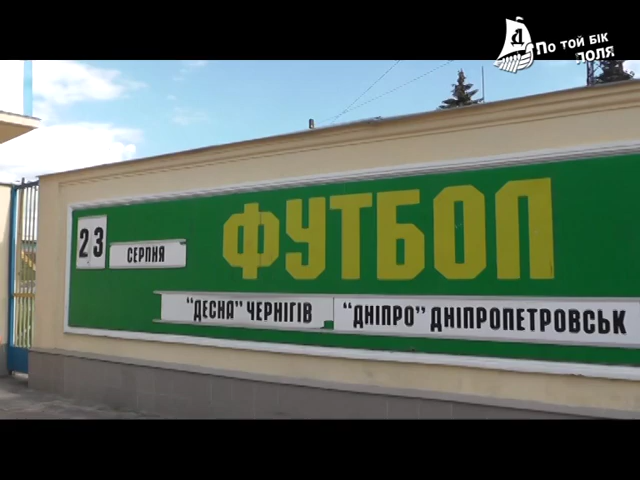 По той бік
поля
23 СЕРПНЯ
ФУТБОЛ
"ДЕСНА" ЧЕРНІГІВ "ДНІПРО" ДНІПРОПЕТРОВСЬК